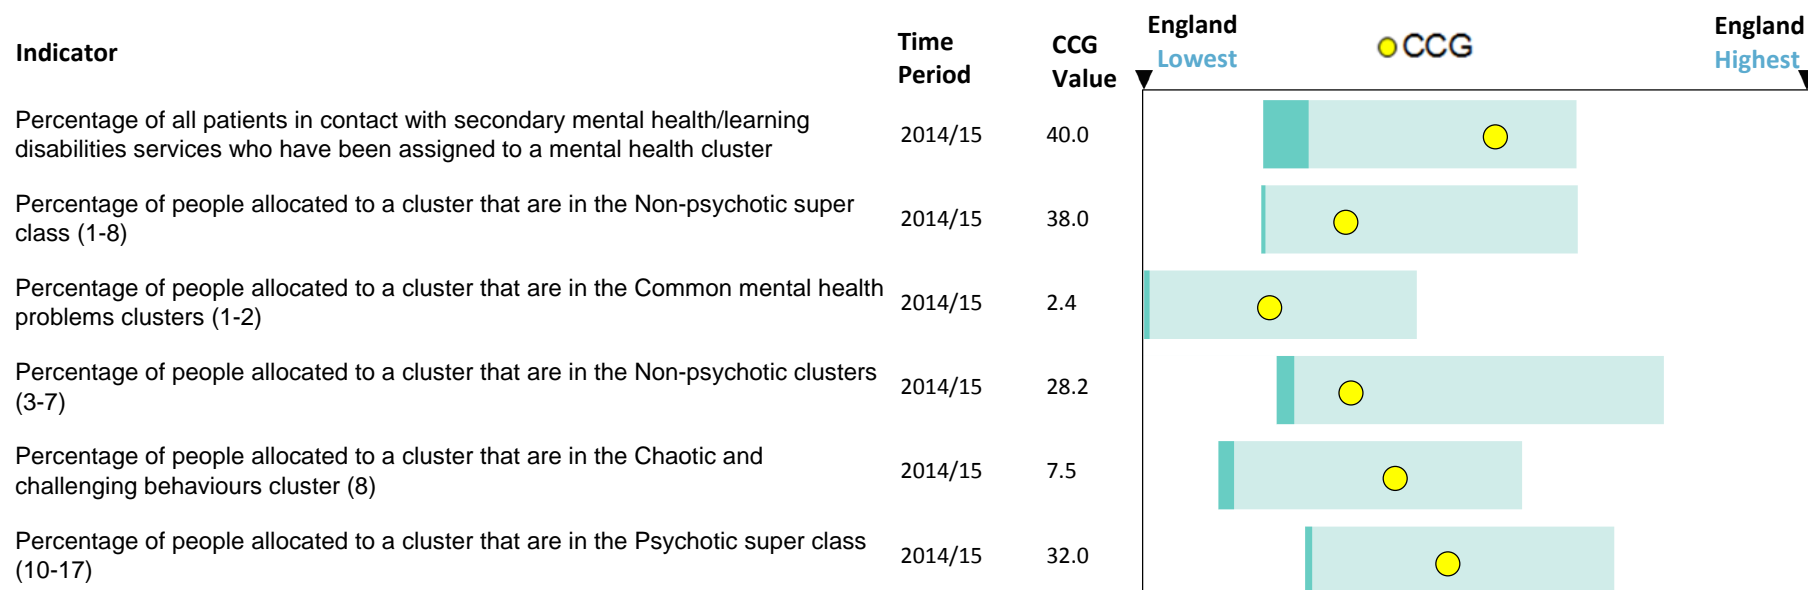 Indicator
Time Period
CCG Value
England Lowest
CCG
England Highest
Percentage of all patients in contact with secondary mental health/learning
disabilities services who have been assigned to a mental health cluster
2014/15
40.0
Percentage of people allocated to a cluster that are in the Non-psychotic super
class (1-8)
2014/15
38.0
Percentage of people allocated to a cluster that are in the Common mental health
problems clusters (1-2)
2014/15
2.4
Percentage of people allocated to a cluster that are in the Non-psychotic clusters
(3-7)
2014/15
28.2
Percentage of people allocated to a cluster that are in the Chaotic and
challenging behaviours cluster (8)
2014/15
7.5
Percentage of people allocated to a cluster that are in the Psychotic super class
(10-17)
2014/15
32.0